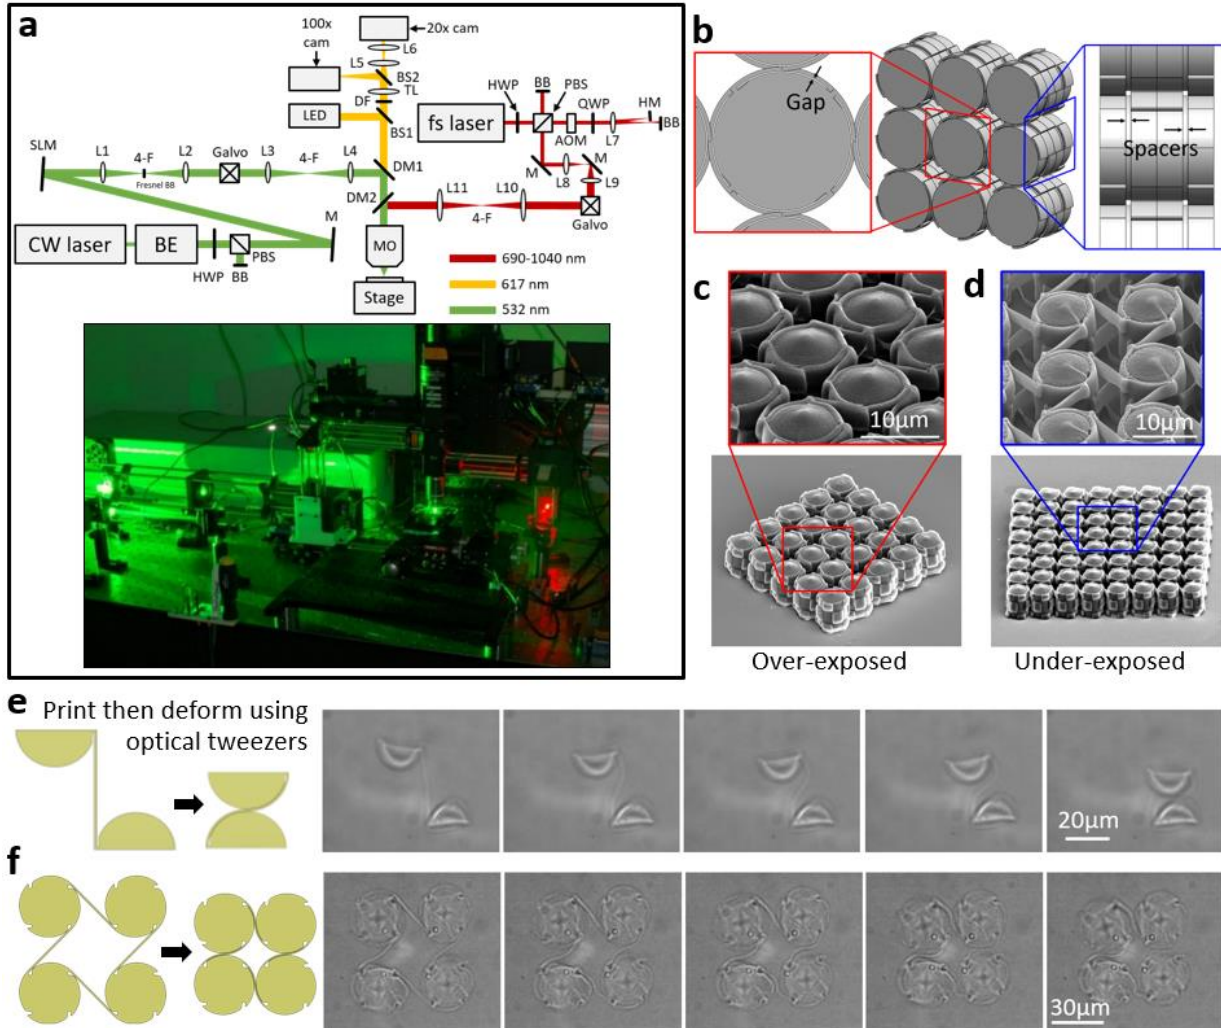 a
100x
cam
20x cam
L6
L5
BS2
TL
DF
LED
BS1
HWP
BB
PBS
QWP
HM
fs laser
AOM
L7
BB
SLM
L1
4-F
L2
Galvo
L3
4-F
L4
DM1
Fresnel BB
M
L8
M
L9
DM2
L11
L10
4-F
Galvo
M
CW laser
BE
HWP
PBS
BB
MO
Stage
690-1040 nm
617 nm
532 nm
b
Gap
Spacers
c
10µm
d
10µm
Over-exposed
Under-exposed
e
Print then deform using
optical tweezers
20µm
f
30µm